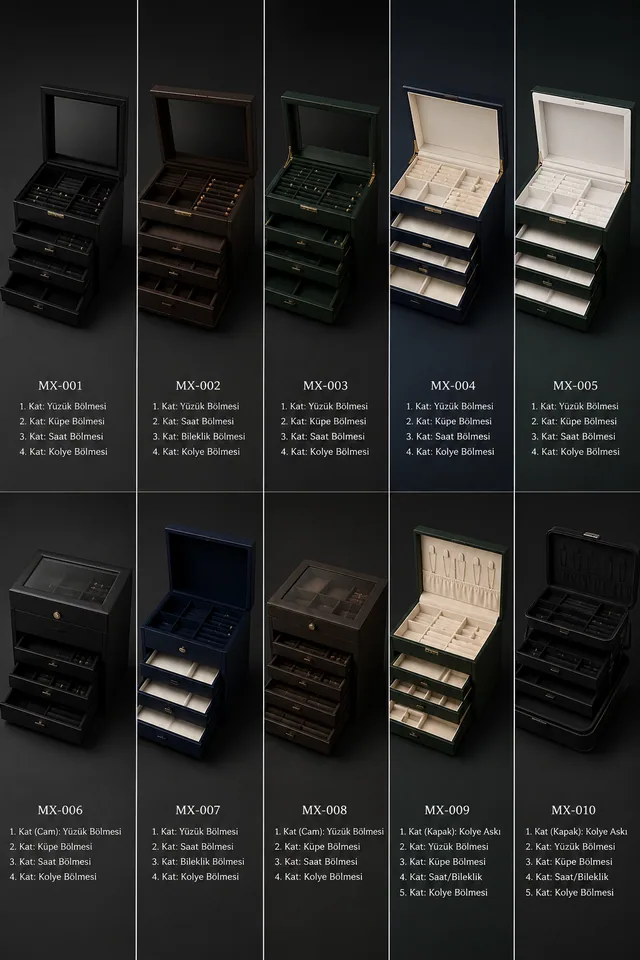 MX-001
1. Kat: Yüzük Bölmesi
2. Kat: Küpe Bölmesi
3. Kat: Saat Bölmesi
4. Kat: Kolye Bölmesi
MX-002
1. Kat: Yüzük Bölmesi
2. Kat: Saat Bölmesi
3. Kat: Bileklik Bölmesi
4. Kat: Kolye Bölmesi
MX-003
1. Kat: Yüzük Bölmesi
2. Kat: Küpe Bölmesi
3. Kat: Saat Bölmesi
4. Kat: Kolye Bölmesi
MX-004
1. Kat: Yüzük Bölmesi
2. Kat: Küpe Bölmesi
3. Kat: Saat Bölmesi
4. Kat: Kolye Bölmesi
MX-005
1. Kat: Yüzük Bölmesi
2. Kat: Küpe Bölmesi
3. Kat: Saat Bölmesi
4. Kat: Kolye Bölmesi
MX-006
1. Kat (Cam): Yüzük Bölmesi
2. Kat: Küpe Bölmesi
3. Kat: Saat Bölmesi
4. Kat: Kolye Bölmesi
MX-007
1. Kat: Yüzük Bölmesi
2. Kat: Saat Bölmesi
3. Kat: Bileklik Bölmesi
4. Kat: Kolye Bölmesi
MX-008
1. Kat (Cam): Yüzük Bölmesi
2. Kat: Küpe Bölmesi
3. Kat: Saat Bölmesi
4. Kat: Kolye Bölmesi
MX-009
1. Kat (Kapak): Kolye Askı
2. Kat: Yüzük Bölmesi
3. Kat: Küpe Bölmesi
4. Kat: Saat/Bileklik
5. Kat: Kolye Bölmesi
MX-010
1. Kat (Kapak): Kolye Askı
2. Kat: Yüzük Bölmesi
3. Kat: Küpe Bölmesi
4. Kat: Saat/Bileklik
5. Kat: Kolye Bölmesi